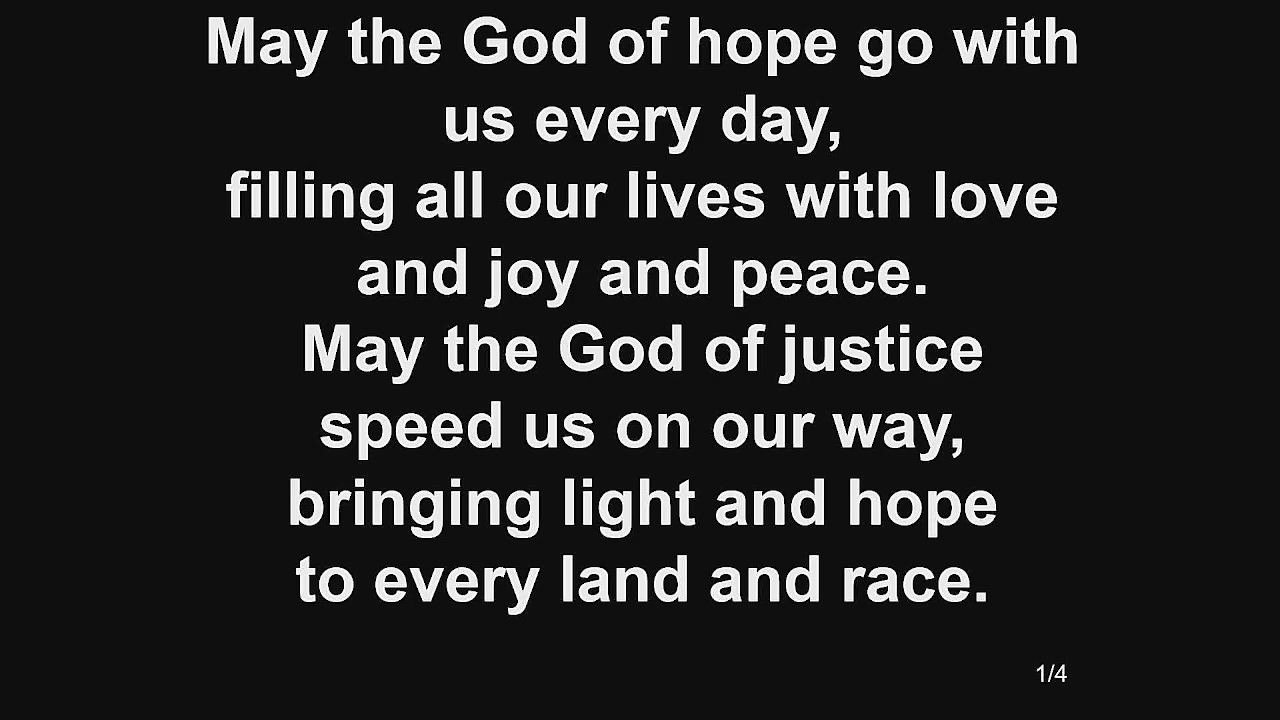 May the God of hope go with
us every day,
filling all our lives with love
and joy and peace.
May the God of justice
speed us on our way,
bringing light and hope
to every land and race.
1/4